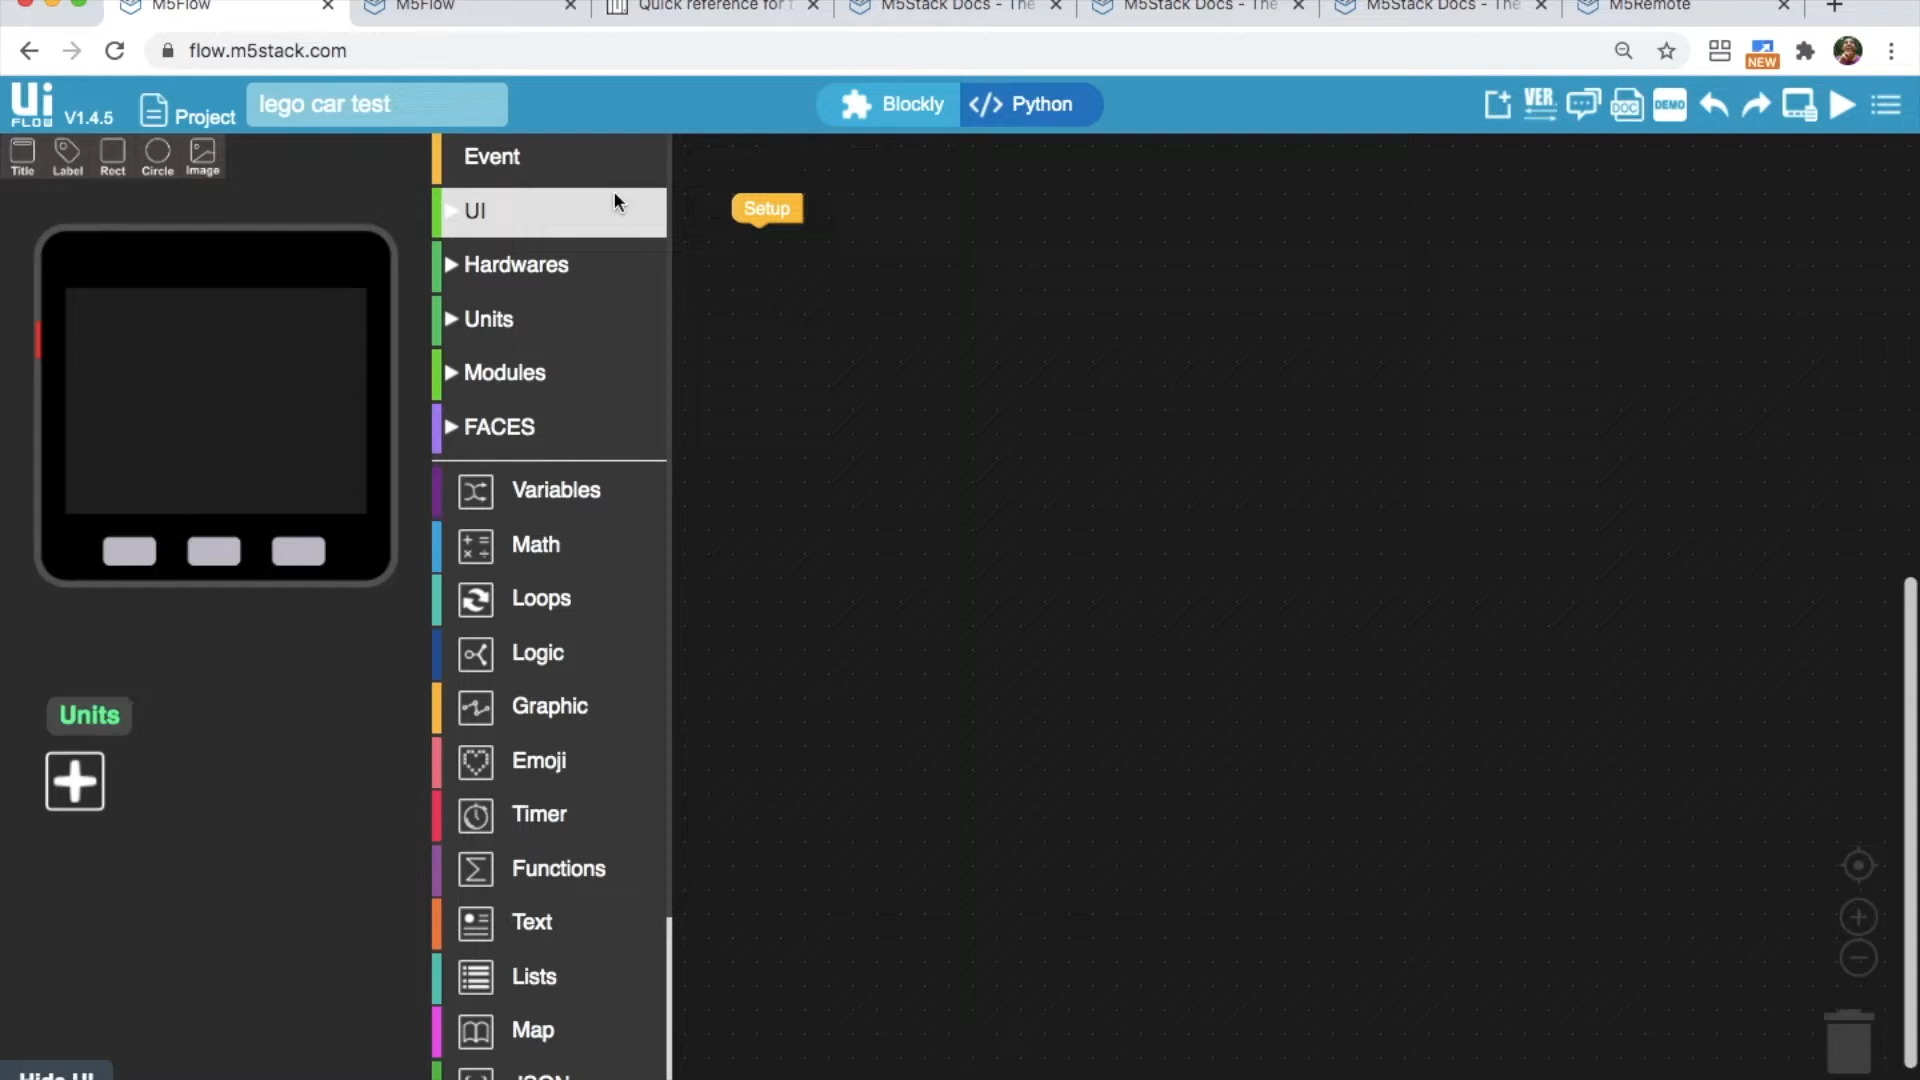 M5Flow
M5Flow
Quick reference for t
M5Stack Docs - The
M5Stack Docs - The
M5Stack Docs - The
M5Remote
flow.m5stack.com
NEW
Ui
FLOW
V1.4.5
Project
lego car test
Blockly
</> Python
VER.
DOC
DEMO
Title
Label
Rect
Circle
Image
Event
UI
Setup
Hardwares
Units
Modules
FACES
Variables
Math
Loops
Logic
Graphic
Emoji
Timer
Functions
Text
Lists
Map
JSON
Units
Hide UI